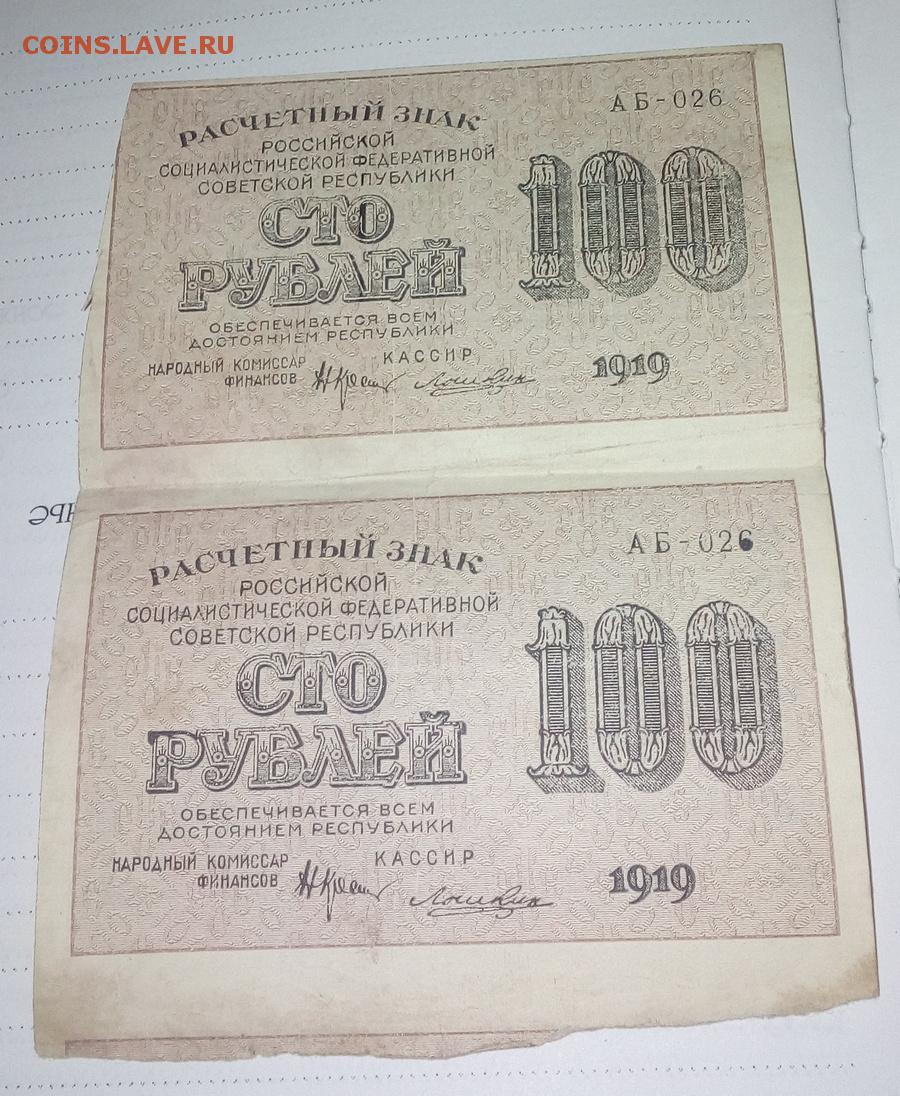 COINS.LAVE.RU
АБ-026
РАСЧЕТНЫЙ ЗНАК
РОССИЙСКОЙ
СОЦИАЛИСТИЧЕСКОЙ ФЕДЕРАТИВНОЙ
СОВЕТСКОЙ РЕСПУБЛИКИ
СТО
РУБЛЕЙ
100
ОБЕСПЕЧИВАЕТСЯ ВСЕМ
ДОСТОЯНИЕМ РЕСПУБЛИКИ
НАРОДНЫЙ КОМИССАР
ФИНАНСОВ
КАССИР
1919
АБ-026
РАСЧЕТНЫЙ ЗНАК
РОССИЙСКОЙ
СОЦИАЛИСТИЧЕСКОЙ ФЕДЕРАТИВНОЙ
СОВЕТСКОЙ РЕСПУБЛИКИ
СТО
РУБЛЕЙ
100
ОБЕСПЕЧИВАЕТСЯ ВСЕМ
ДОСТОЯНИЕМ РЕСПУБЛИКИ
НАРОДНЫЙ КОМИССАР
ФИНАНСОВ
КАССИР
1919